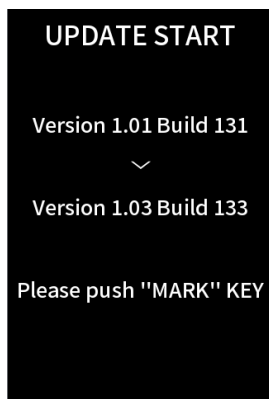 UPDATE START
Version 1.01 Build 131
Version 1.03 Build 133
Please push "MARK" KEY